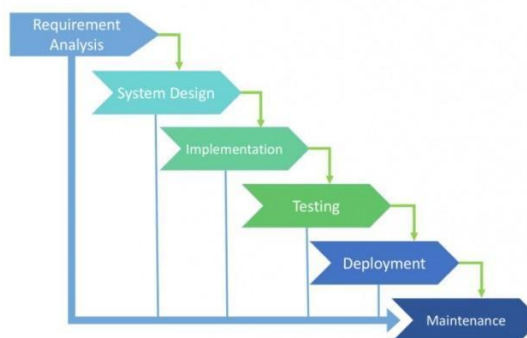 Requirement
Analysis
System Design
Implementation
Testing
Deployment
Maintenance